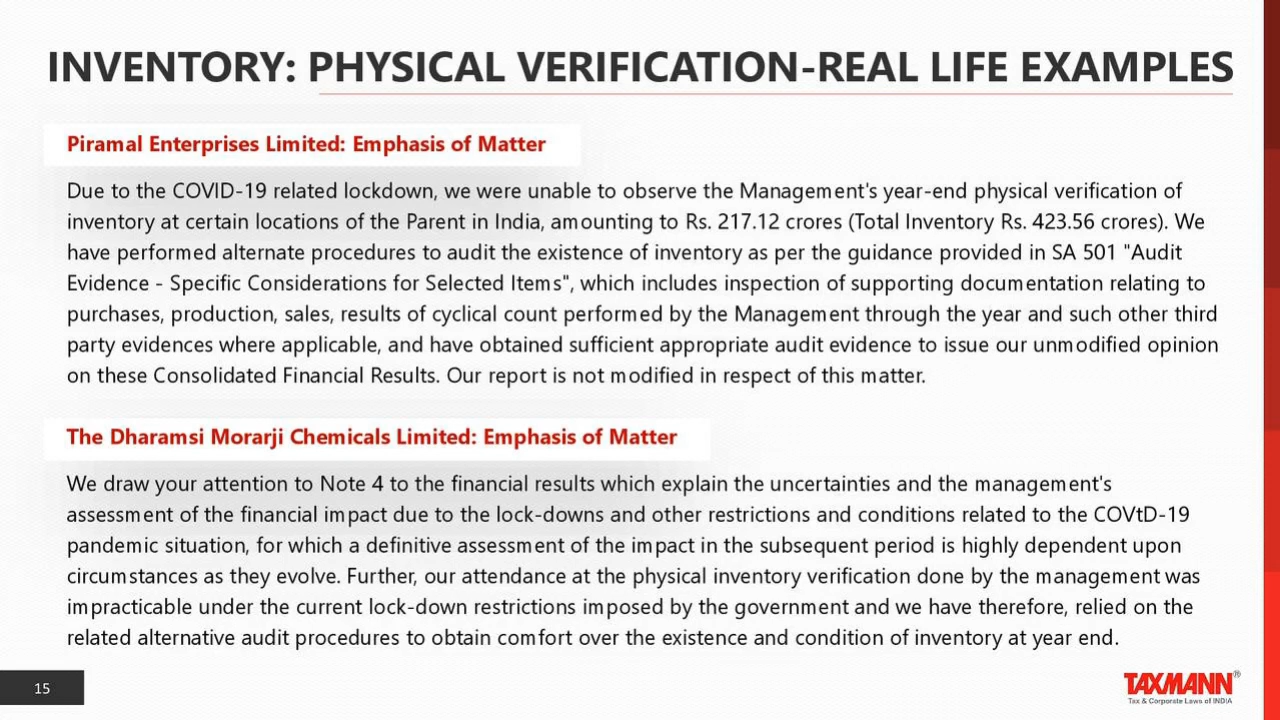 INVENTORY: PHYSICAL VERIFICATION-REAL LIFE EXAMPLES
Piramal Enterprises Limited: Emphasis of Matter
Due to the COVID-19 related lockdown, we were unable to observe the Management's year-end physical verification of
inventory at certain locations of the Parent in India, amounting to Rs. 217.12 crores (Total Inventory Rs. 423.56 crores). We
have performed alternate procedures to audit the existence of inventory as per the guidance provided in SA 501 "Audit
Evidence - Specific Considerations for Selected Items", which includes inspection of supporting documentation relating to
purchases, production, sales, results of cyclical count performed by the Management through the year and such other third
party evidences where applicable, and have obtained sufficient appropriate audit evidence to issue our unmodified opinion
on these Consolidated Financial Results. Our report is not modified in respect of this matter.
The Dharamsi Morarji Chemicals Limited: Emphasis of Matter
We draw your attention to Note 4 to the financial results which explain the uncertainties and the management's
assessment of the financial impact due to the lock-downs and other restrictions and conditions related to the COVtD-19
pandemic situation, for which a definitive assessment of the impact in the subsequent period is highly dependent upon
circumstances as they evolve. Further, our attendance at the physical inventory verification done by the management was
impracticable under the current lock-down restrictions imposed by the government and we have therefore, relied on the
related alternative audit procedures to obtain comfort over the existence and condition of inventory at year end.
15
TAXMANN®
Tax & Corporate Laws of INDIA